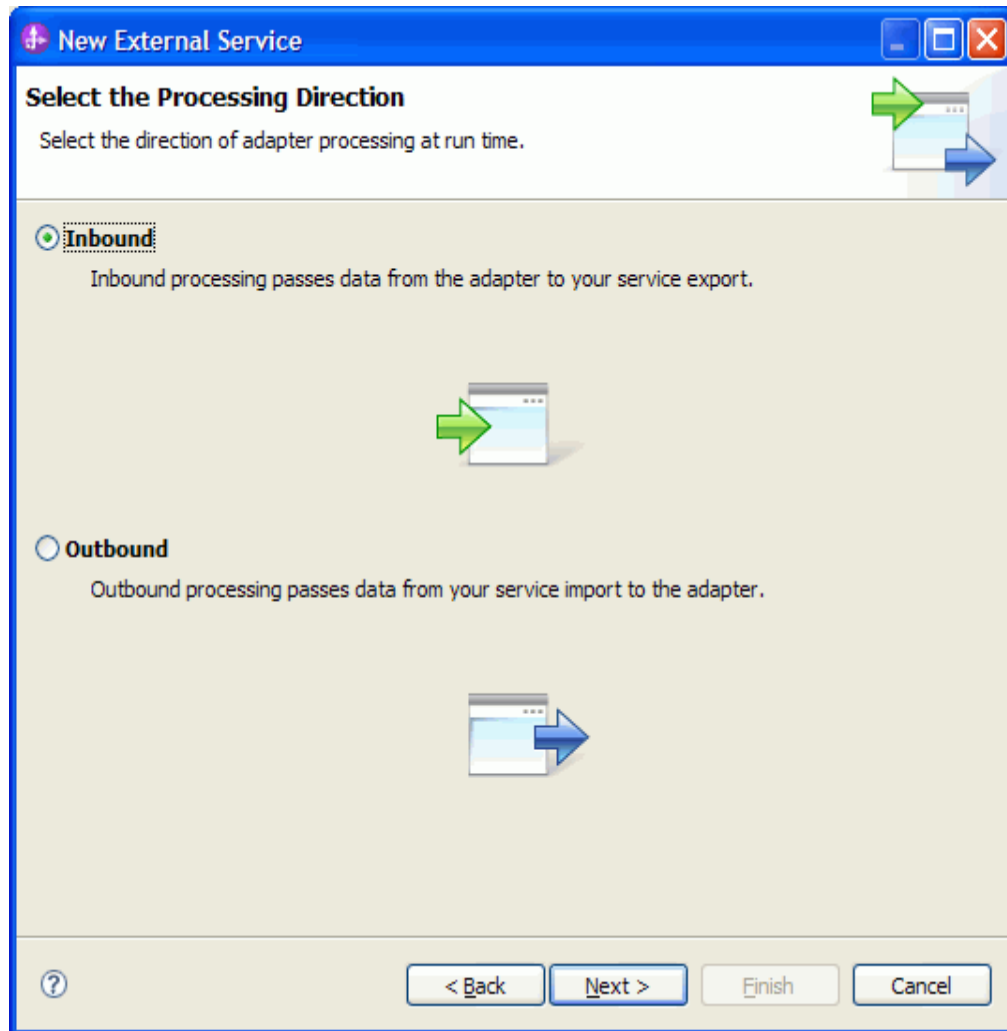 New External Service
Select the Processing Direction
Select the direction of adapter processing at run time.
Inbound
Inbound processing passes data from the adapter to your service export.
Outbound
Outbound processing passes data from your service import to the adapter.
?
< Back
Next >
Finish
Cancel